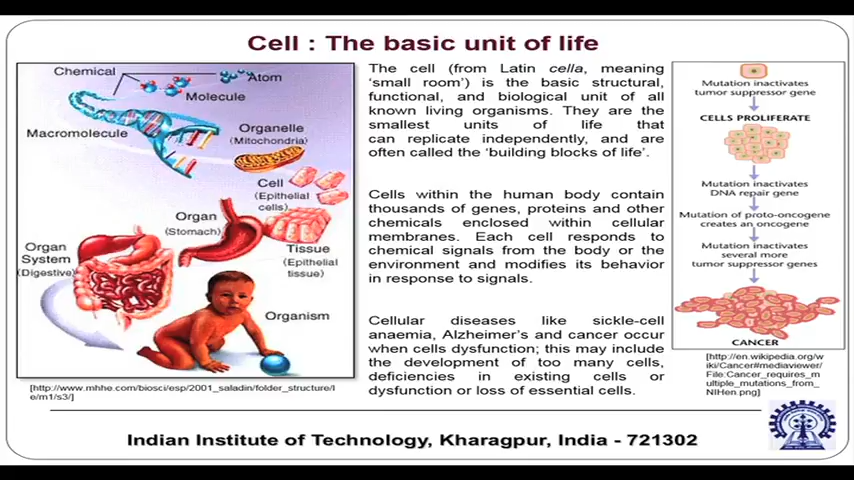 Cell : The basic unit of life
Chemical
Atom
Molecule
Macromolecule
Organelle
(Mitochondria)
Cell
(Epithelial
cells)
Organ
(Stomach)
Tissue
(Epithelial
tissue)
Organ
System
(Digestive)
Organism
[http://www.mhhe.com/biosci/esp/2001_saladin/folder_structure/l
e/m1/s3/]
The cell (from Latin cella, meaning
‘small room’) is the basic structural,
functional, and biological unit of all
known living organisms. They are the
smallest units of life that
can replicate independently, and are
often called the ‘building blocks of life’.
Cells within the human body contain
thousands of genes, proteins and other
chemicals enclosed within cellular
membranes. Each cell responds to
chemical signals from the body or the
environment and modifies its behavior
in response to signals.
Cellular diseases like sickle-cell
anaemia, Alzheimer’s and cancer occur
when cells dysfunction; this may include
the development of too many cells,
deficiencies in existing cells or
dysfunction or loss of essential cells.
Mutation inactivates
tumor suppressor gene
CELLS PROLIFERATE
Mutation inactivates
DNA repair gene
Mutation of proto-oncogene
creates an oncogene
Mutation inactivates
several more
tumor suppressor genes
CANCER
[http://en.wikipedia.org/w
iki/Cancer#mediaviewer/
File:Cancer_requires_m
ultiple_mutations_from_
NIHen.png]
Indian Institute of Technology, Kharagpur, India - 721302